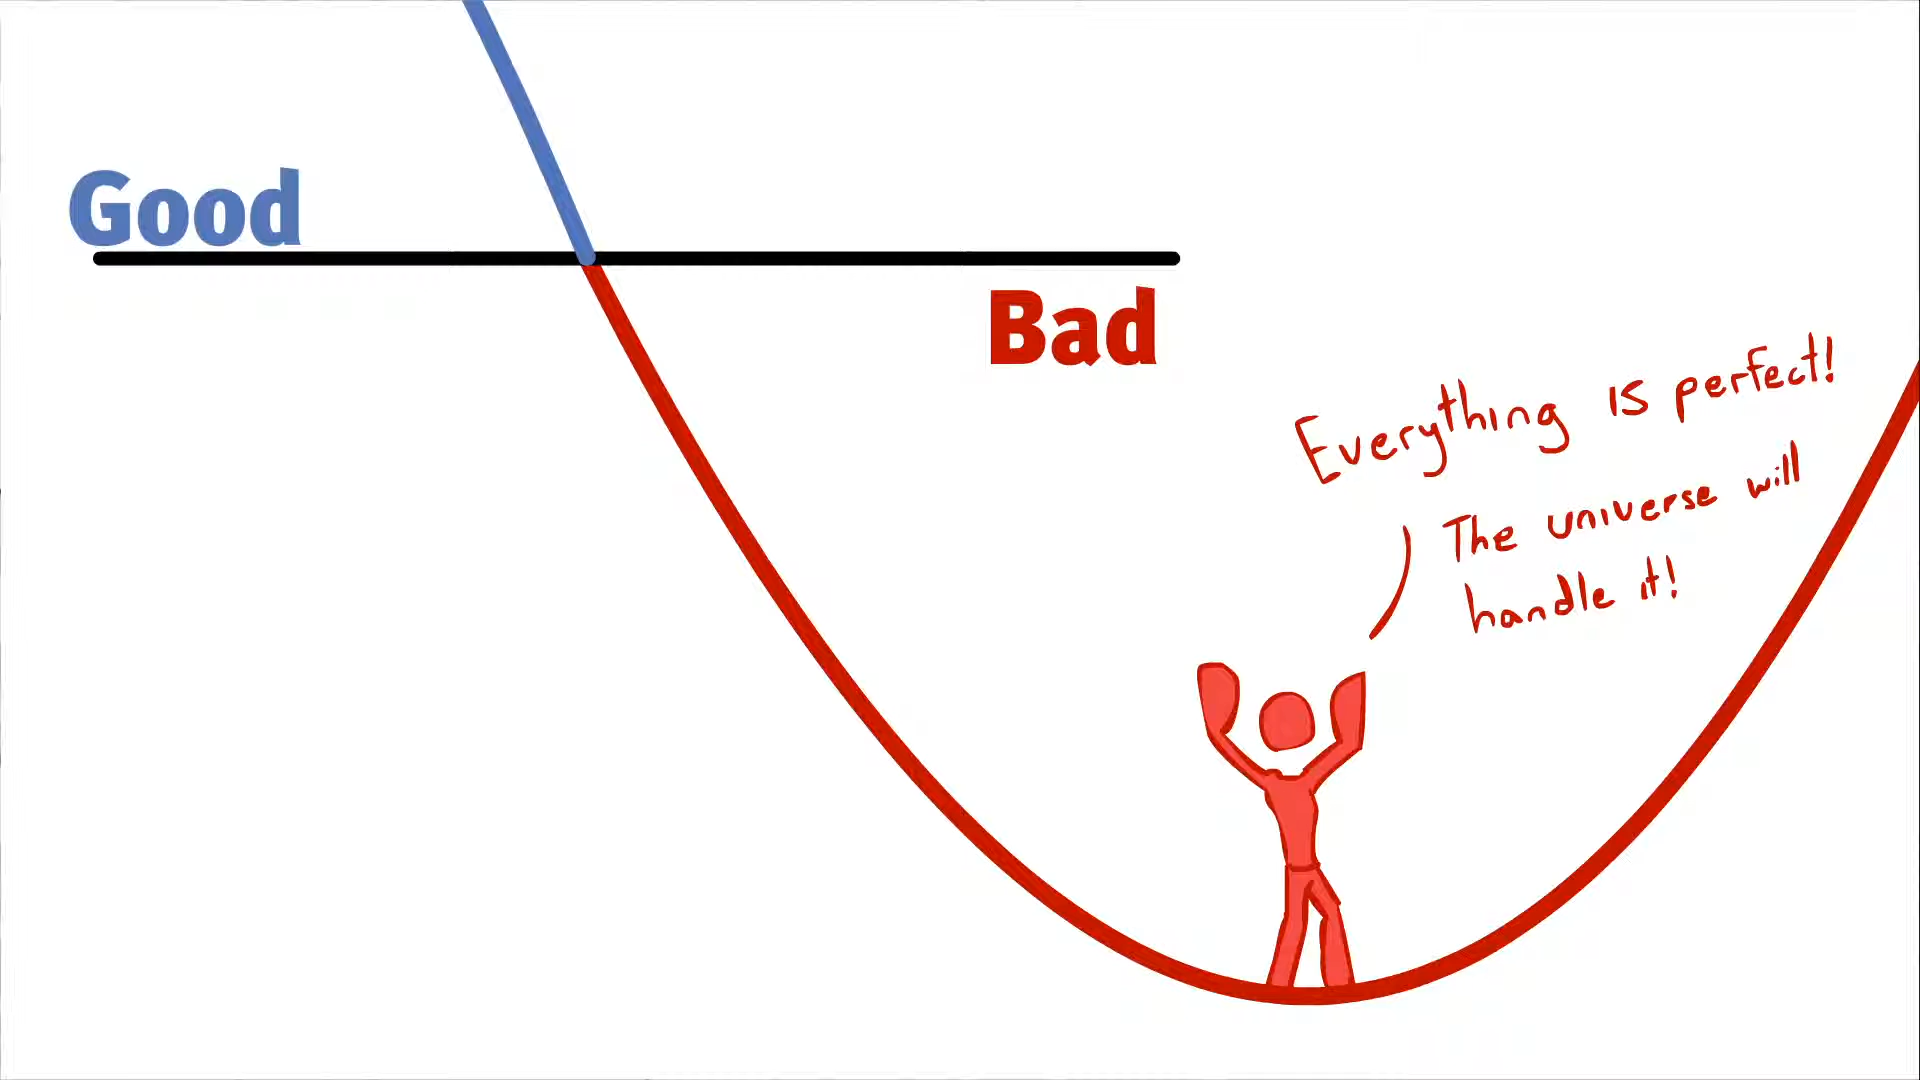 Good
Bad
Everything is perfect!
The universe will
handle it!